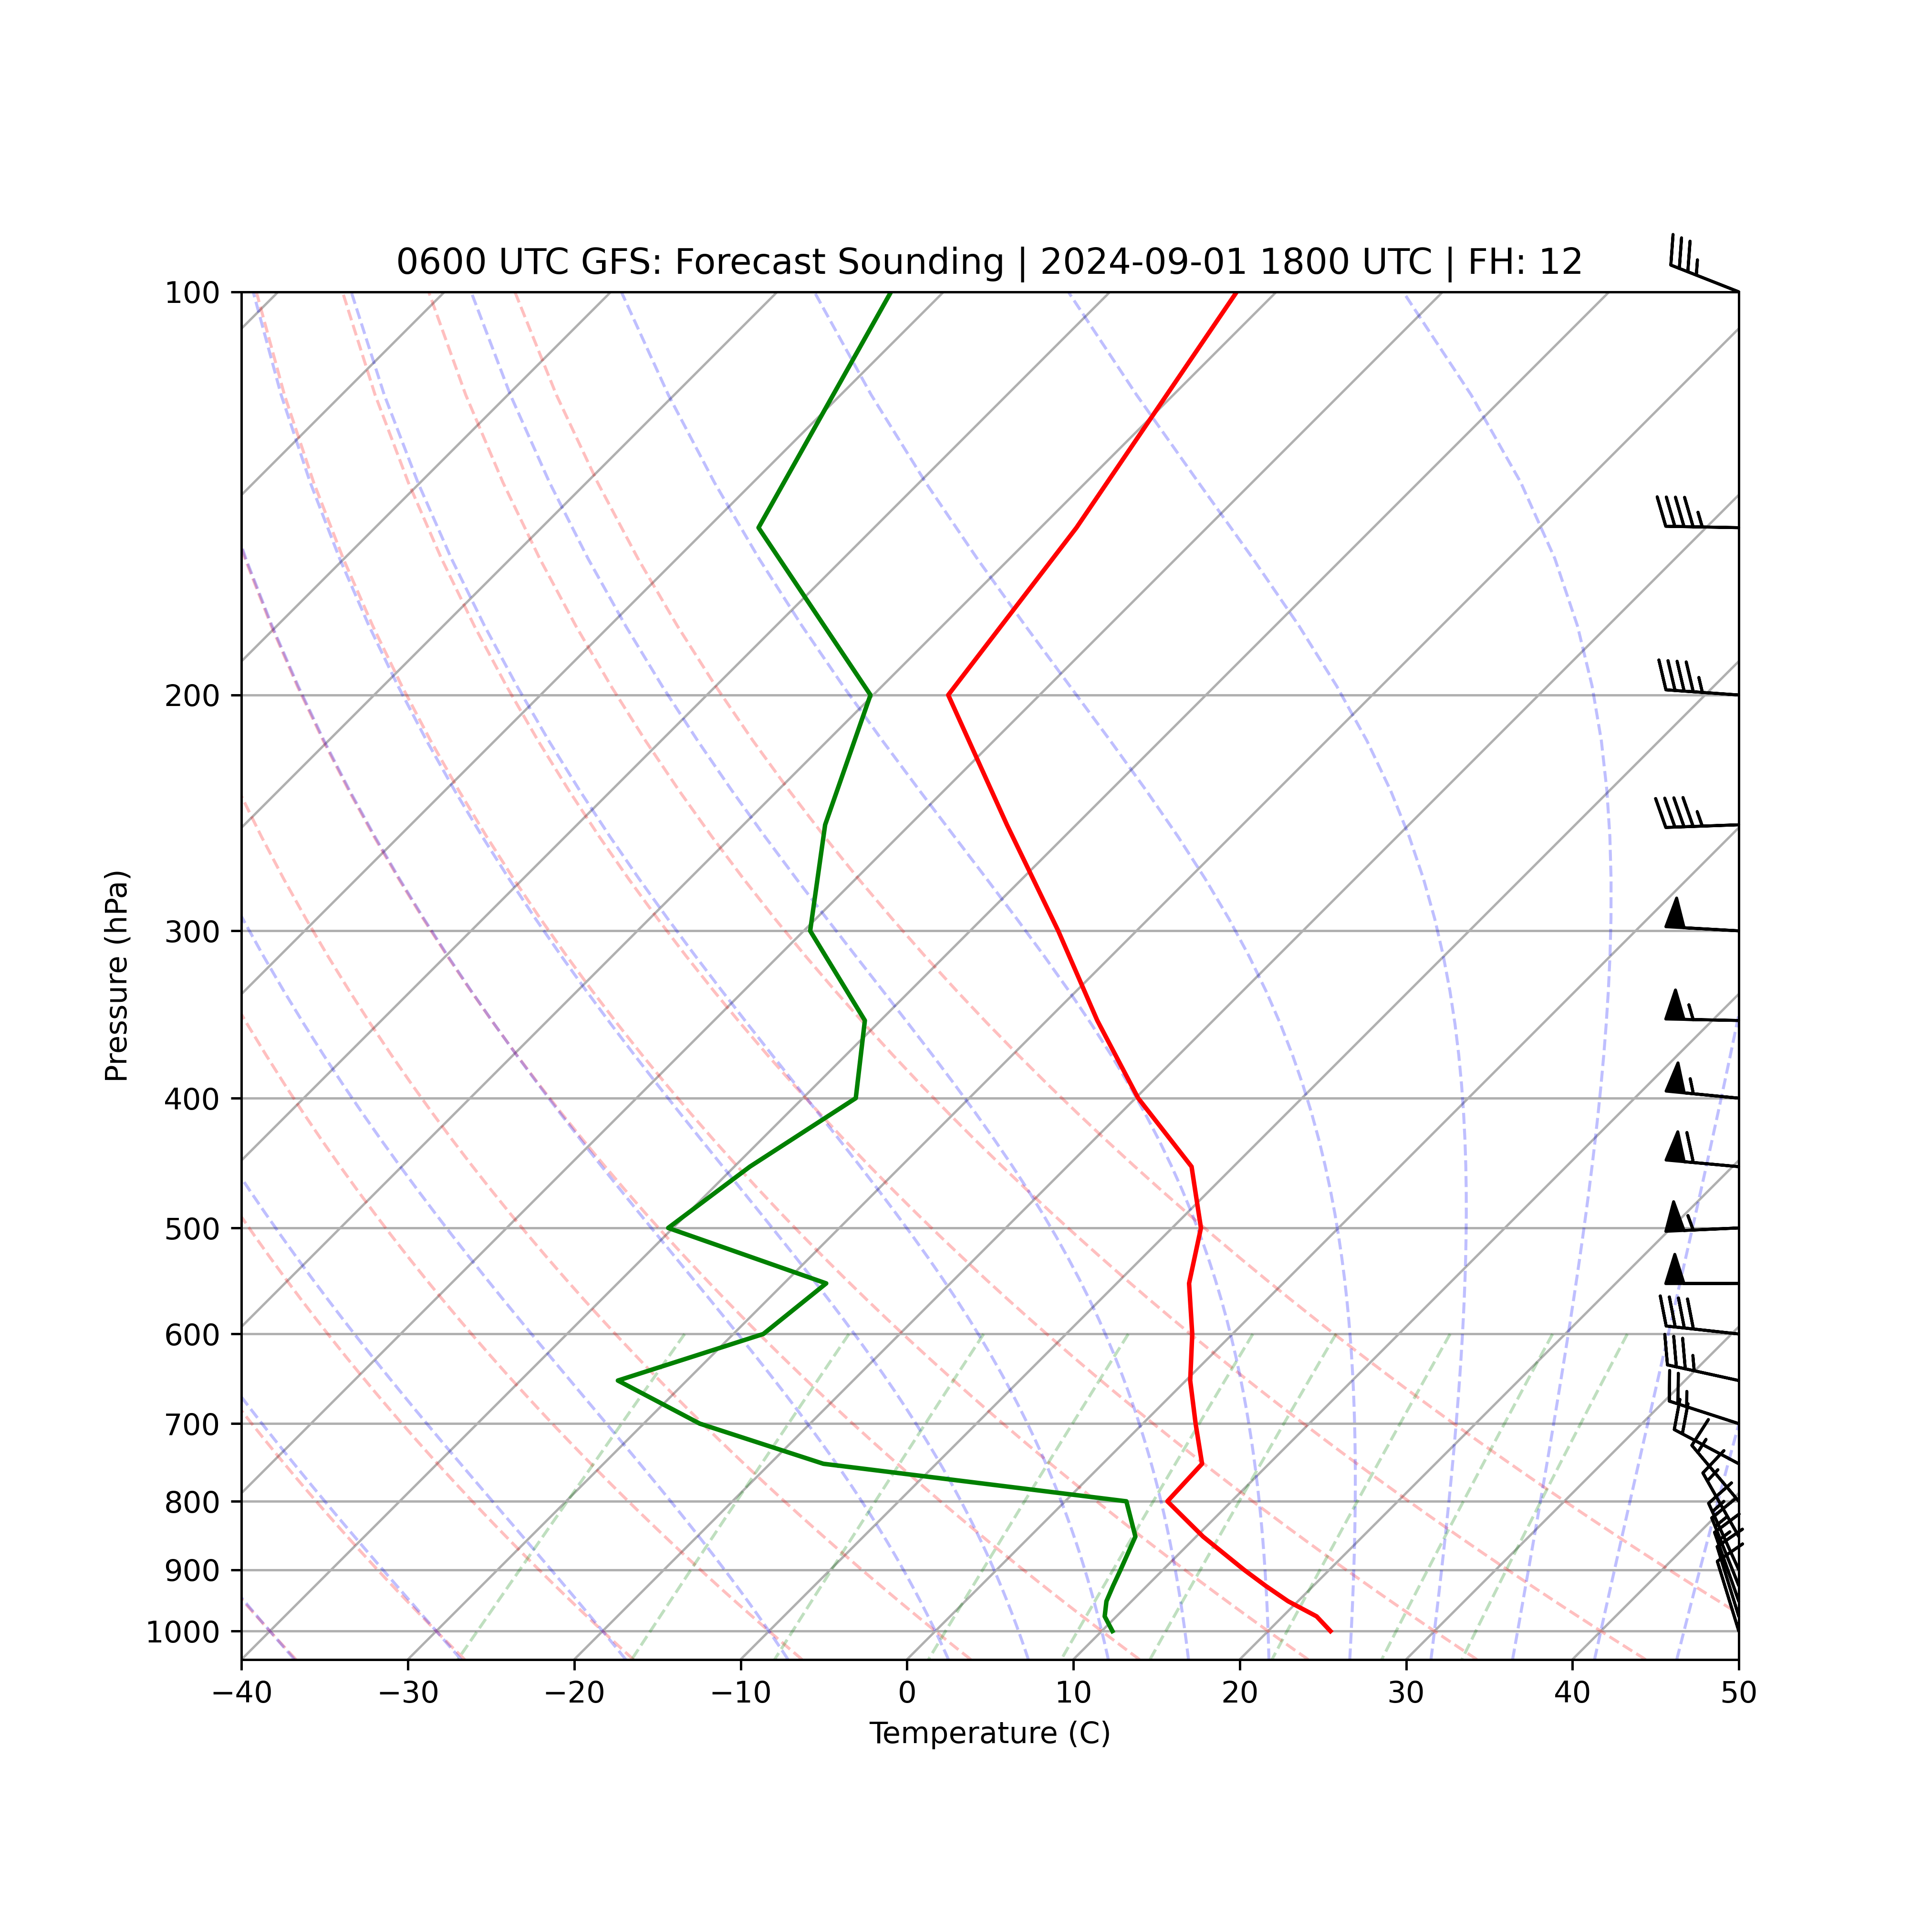 0600 UTC GFS: Forecast Sounding | 2024-09-01 1800 UTC | FH: 12
100
200
300
400
500
600
700
800
900
1000
Pressure (hPa)
−40 −30 −20 −10 0 10 20 30 40 50
Temperature (C)